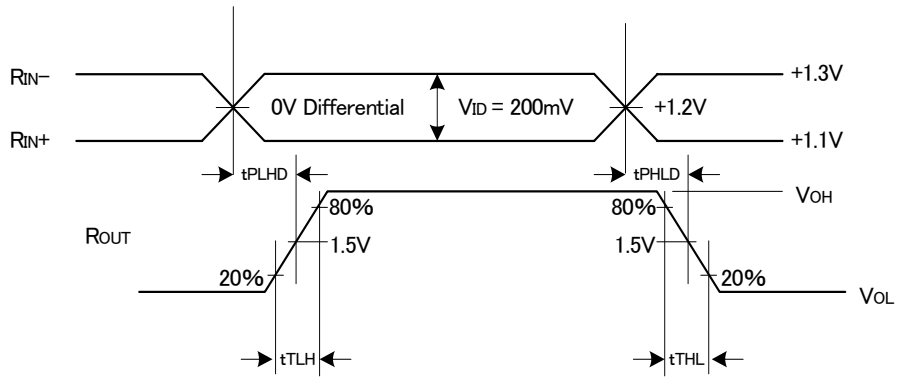 RIN− +1.3V
0V Differential VID = 200mV +1.2V
RIN+ +1.1V
tPLHD tPHLD
VOH
80% 80%
ROUT 1.5V 1.5V
20% 20%
VOL
tTLH tTHL